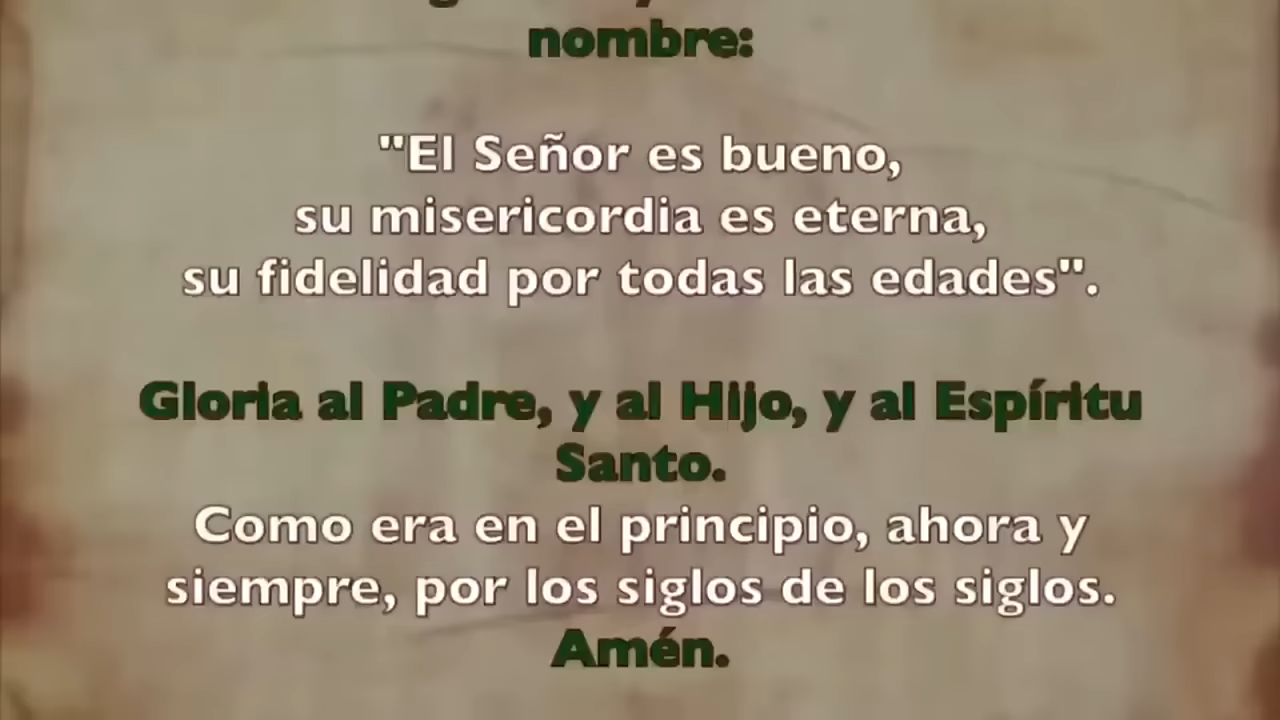 nombre:
"El Señor es bueno,
su misericordia es eterna,
su fidelidad por todas las edades".
Gloria al Padre, y al Hijo, y al Espíritu
Santo.
Como era en el principio, ahora y
siempre, por los siglos de los siglos.
Amén.